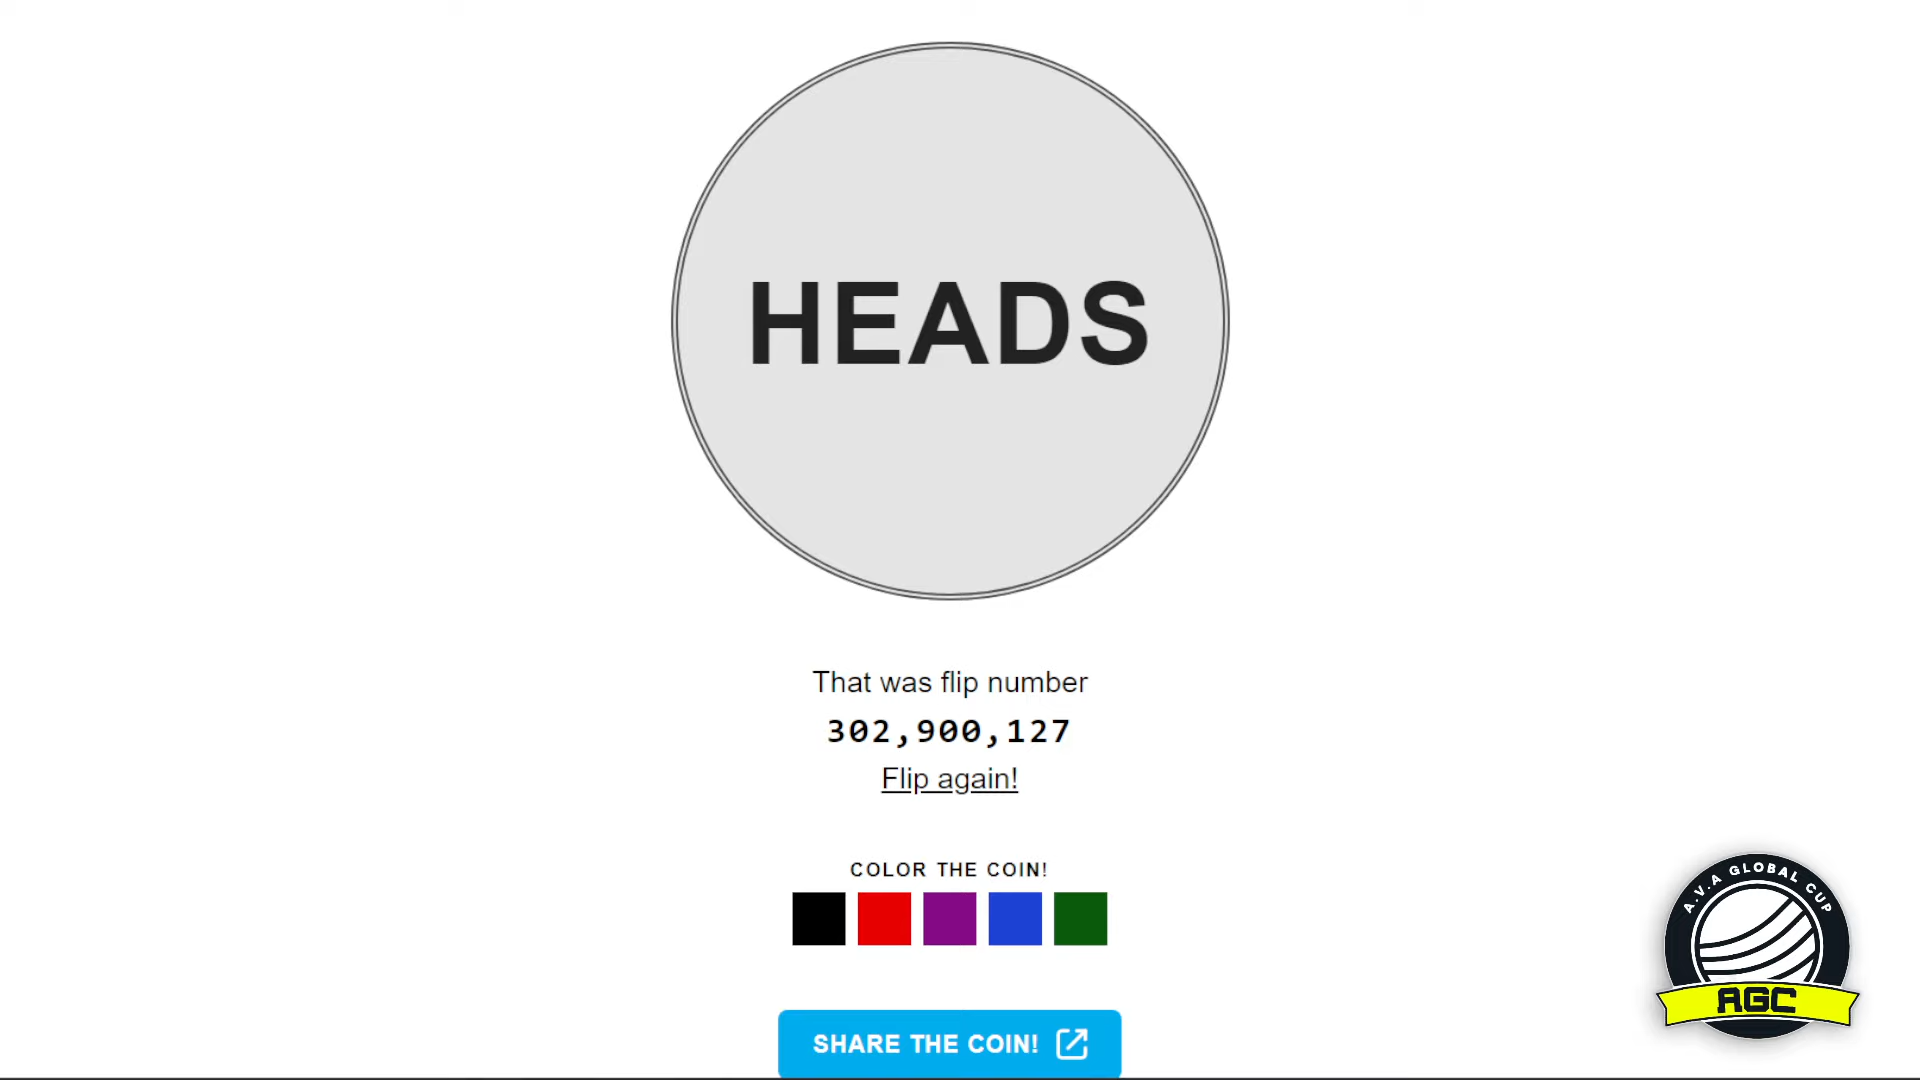 HEADS
That was flip number
302,900,127
Flip again!
COLOR THE COIN!
SHARE THE COIN!
A.V.A GLOBAL CUP
AGC